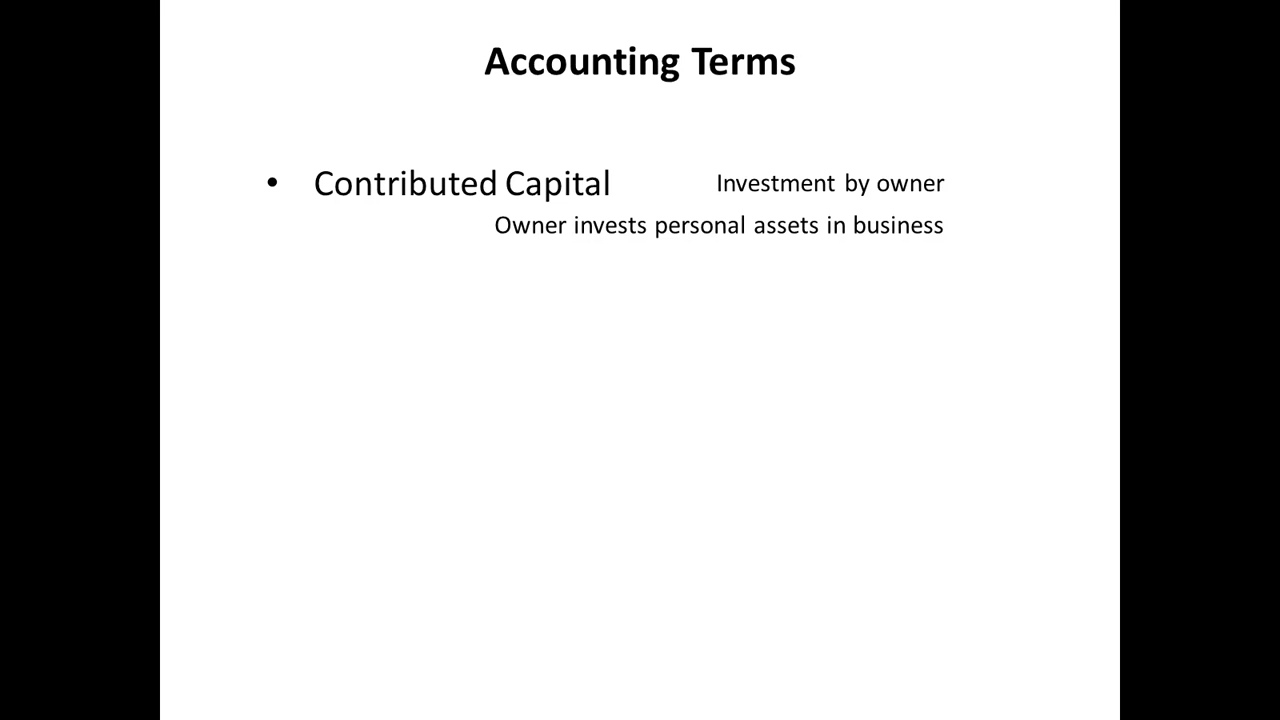 Accounting Terms
• Contributed Capital Investment by owner
Owner invests personal assets in business